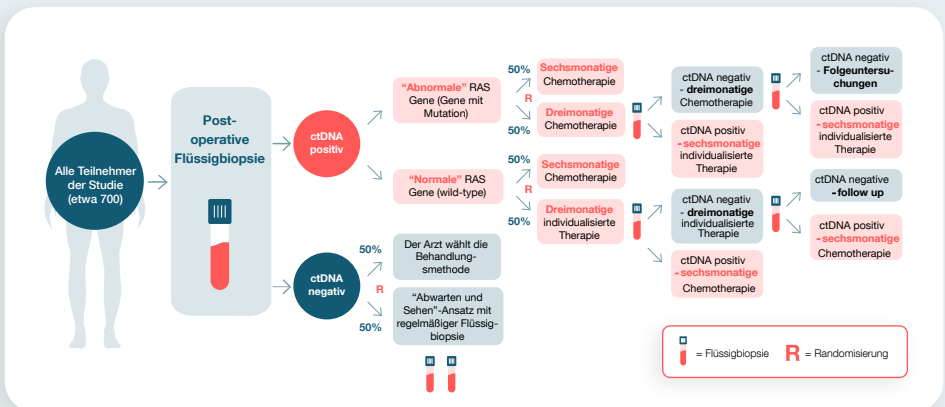 Alle Teilnehmer
der Studie
(etwa 700)
Post-
operative
Flüssigbiopsie
ctDNA
positiv
ctDNA
negativ
“Abnormale” RAS
Gene (Gene mit
Mutation)
“Normale” RAS
Gene (wild-type)
50%
R
50%
Der Arzt wählt die
Behandlung-
smethode
“Abwarten und
Sehen”-Ansatz mit
regelmäßiger Flüssig-
biopsie
50%
R
50%
Sechsmonatige
Chemotherapie
Dreimonatige
Chemotherapie
50%
R
50%
Sechsmonatige
Chemotherapie
Dreimonatige
individualisierte
Therapie
ctDNA negativ
- dreimonatige
Chemotherapie
ctDNA positiv
- sechsmonatige
individualisierte
Therapie
ctDNA negativ
- dreimonatige
individualisierte
Therapie
ctDNA positiv
- sechsmonatige
Chemotherapie
ctDNA negativ
- Folgeuntersu-
chungen
ctDNA positiv
- sechsmonatige
individualisierte
Therapie
ctDNA negative
- follow up
ctDNA positiv
- sechsmonatige
Chemotherapie
= Flüssigbiopsie
R = Randomisierung